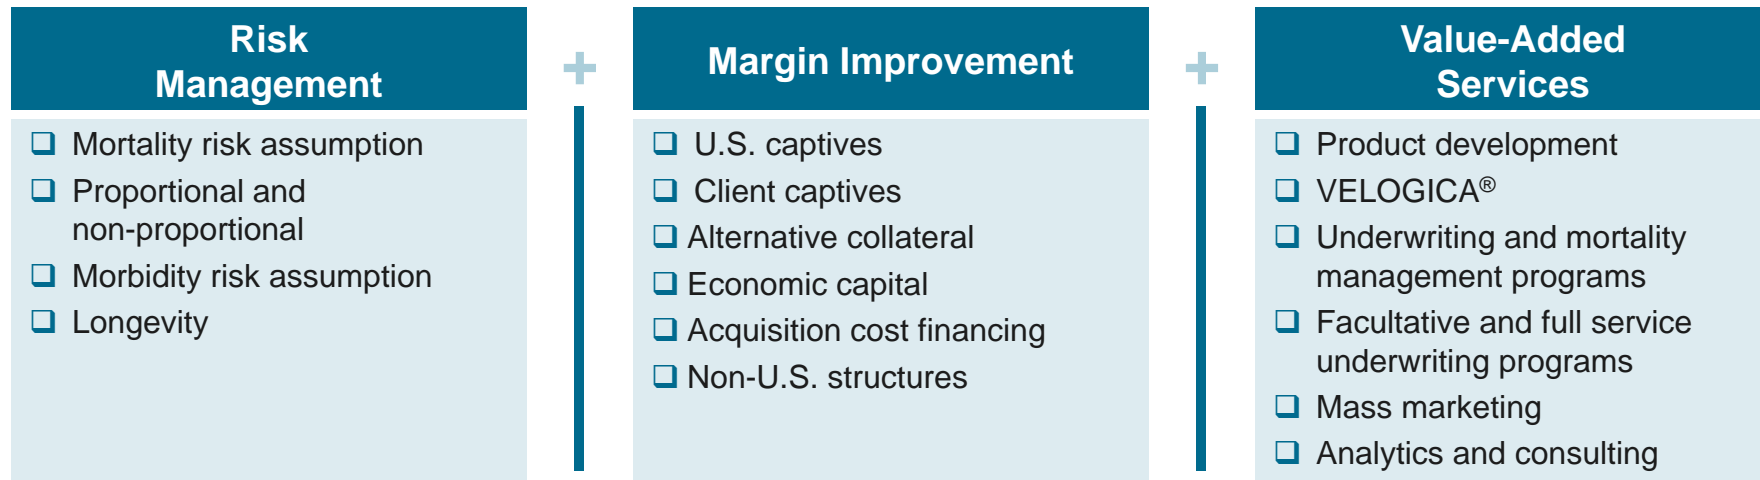 Risk
Management
Mortality risk assumption
Proportional and
non-proportional
Morbidity risk assumption
Longevity
Margin Improvement
U.S. captives
Client captives
Alternative collateral
Economic capital
Acquisition cost financing
Non-U.S. structures
Value-Added
Services
Product development
VELOGICA®
Underwriting and mortality
management programs
Facultative and full service
underwriting programs
Mass marketing
Analytics and consulting